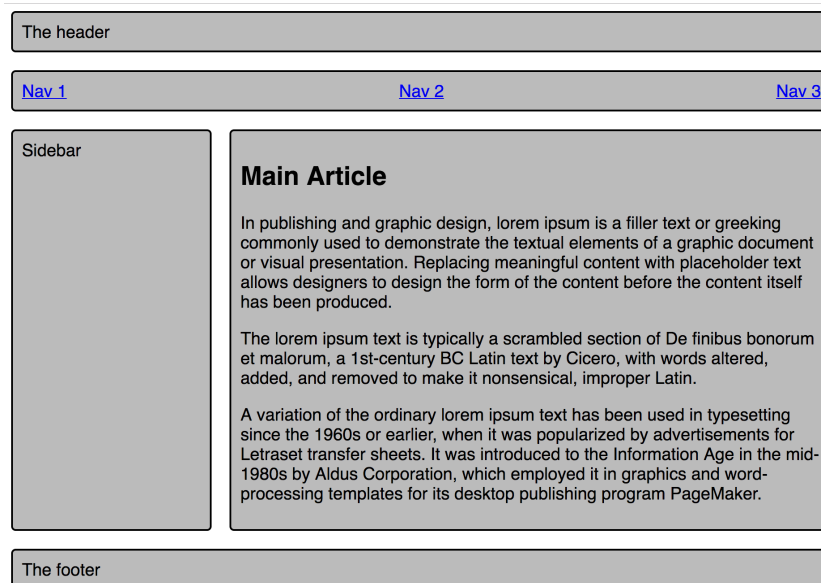 The header
Nav 1
Nav 2
Nav 3
Sidebar
Main Article
In publishing and graphic design, lorem ipsum is a filler text or greeking
commonly used to demonstrate the textual elements of a graphic document
or visual presentation. Replacing meaningful content with placeholder text
allows designers to design the form of the content before the content itself
has been produced.
The lorem ipsum text is typically a scrambled section of De finibus bonorum
et malorum, a 1st-century BC Latin text by Cicero, with words altered,
added, and removed to make it nonsensical, improper Latin.
A variation of the ordinary lorem ipsum text has been used in typesetting
since the 1960s or earlier, when it was popularized by advertisements for
Letraset transfer sheets. It was introduced to the Information Age in the mid-
1980s by Aldus Corporation, which employed it in graphics and word-
processing templates for its desktop publishing program PageMaker.
The footer